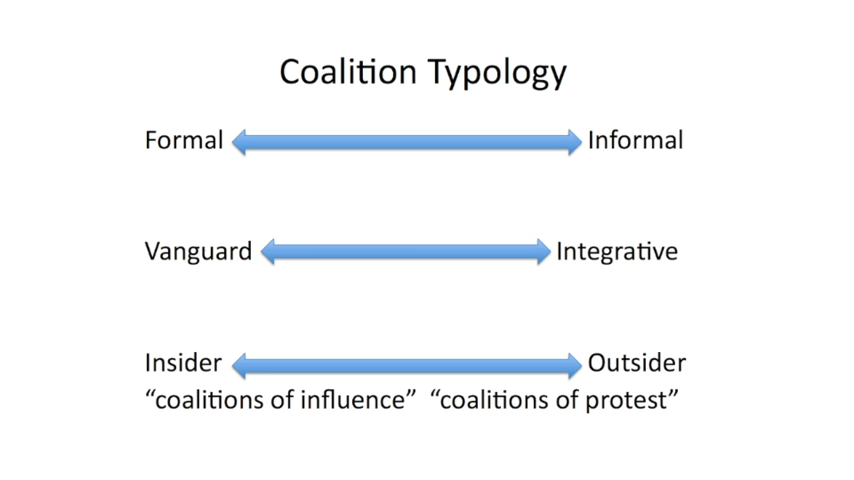 Coalition Typology
Formal Informal
Vanguard Integrative
Insider Outsider
“coalitions of influence” “coalitions of protest”